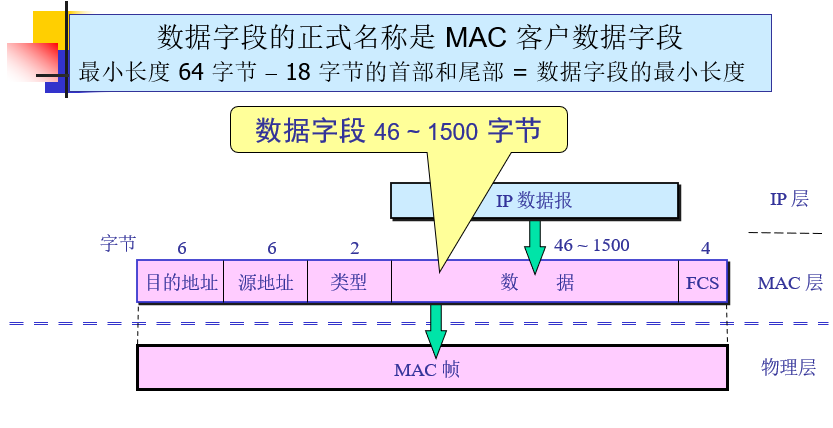 数据字段的正式名称是 MAC 客户数据字段
最小长度 64 字节 – 18 字节的首部和尾部 = 数据字段的最小长度
数据字段 46 ~ 1500 字节
IP 数据报
IP 层
字节
6
6
2
46 ~ 1500
4
目的地址
源地址
类型
数 据
FCS
MAC 层
MAC 帧
物理层